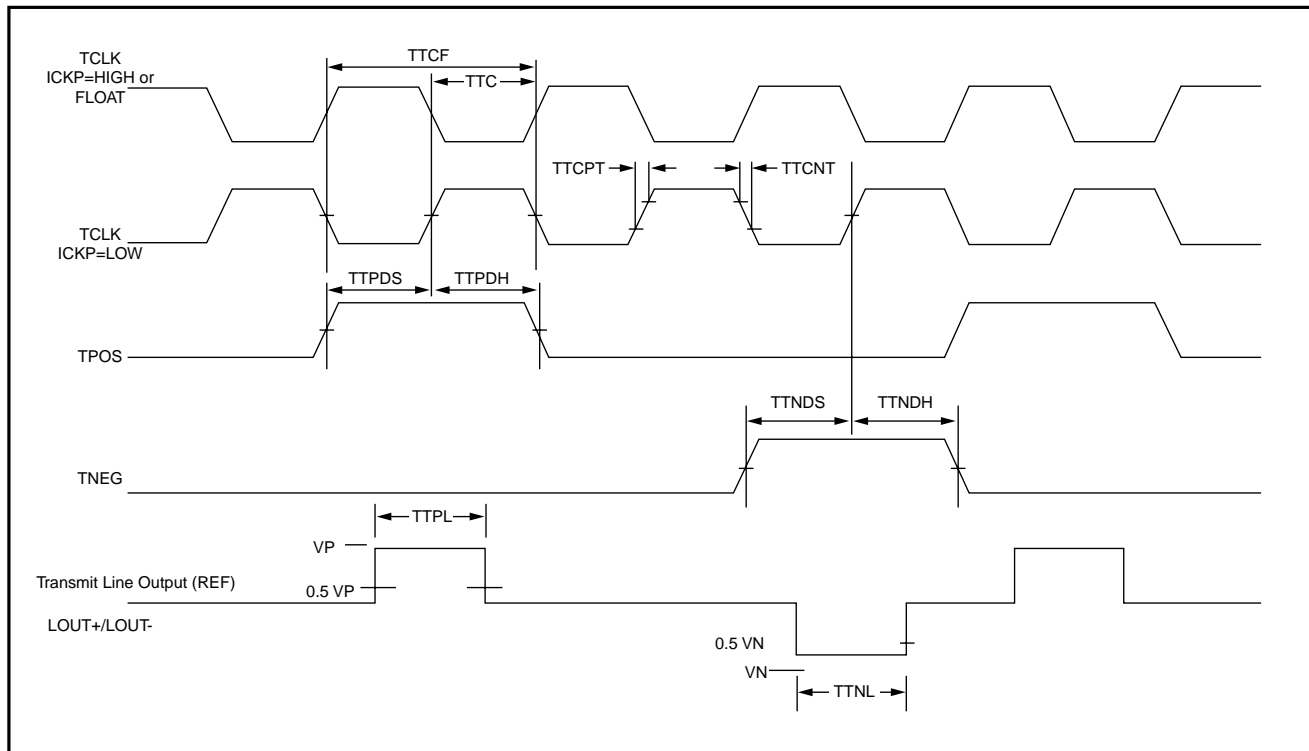 TCLK
ICKP=HIGH or
FLOAT
TTCF
TTC
TTCPT
TTCNT
TCLK
ICKP=LOW
TTPDS
TTPDH
TPOS
TTNDS
TTNDH
TNEG
TTPL
VP
Transmit Line Output (REF)
0.5 VP
LOUT+/LOUT-
0.5 VN
VN
TTNL